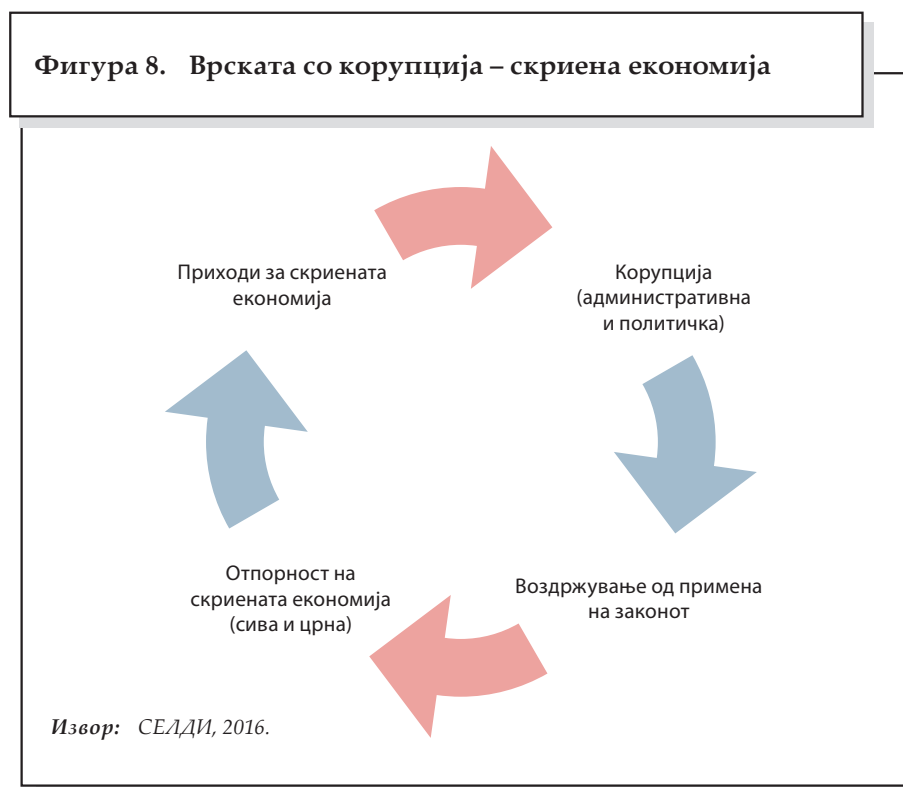 Фигура 8. Врската со корупција – скриена економија
Приходи за скриената
економија
Корупција
(административна
и политичка)
Воздржување од примена
на законот
Отпорност на
скриената економија
(сива и црна)
Извор: СЕЛДИ, 2016.